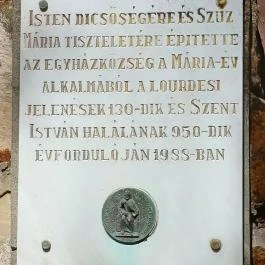 ISTEN DICSŐSÉGÉRE ÉS SZŰZ
MÁRIA TISZTELETÉRE ÉPÍTETTE
AZ EGYHÁZKÖZSÉG A MÁRIA-ÉV
ALKALMÁBÓL A LOURDESI
JELENÉSEK 130-DIK ÉS SZENT
ISTVÁN HALÁLÁNAK 950-DIK
ÉVFORDULÓJÁN 1988-BAN